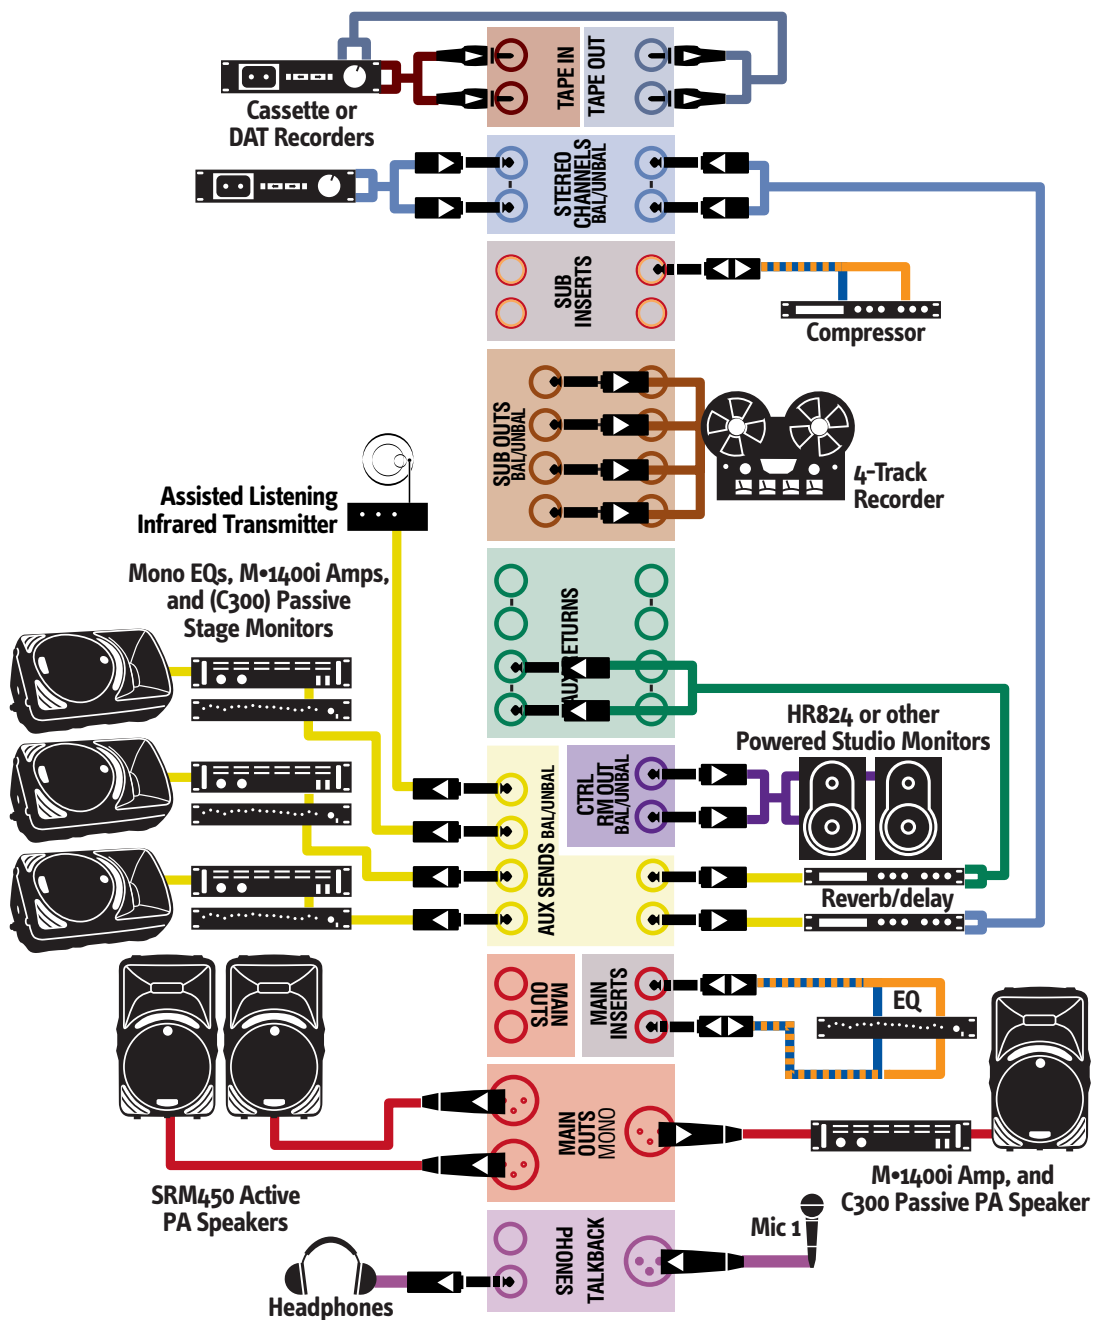 TAPE IN
TAPE OUT
Cassette or
DAT Recorders
STEREO
CHANNELS
BAL/UNBAL
SUB
INSERTS
Compressor
SUB OUTS
BAL/UNBAL
4-Track
Recorder
Assisted Listening
Infrared Transmitter
Mono EQs, M•1400i Amps,
and (C300) Passive
Stage Monitors
AUX RETURNS
HR824 or other
Powered Studio Monitors
CTRL
RM OUT
BAL/UNBAL
AUX SENDS BAL/UNBAL
Reverb/delay
MAIN
OUTS
MAIN
INSERTS
EQ
MAIN
OUTS
MONO
SRM450 Active
PA Speakers
M•1400i Amp, and
C300 Passive PA Speaker
PHONES
TALKBACK
Mic 1
Headphones